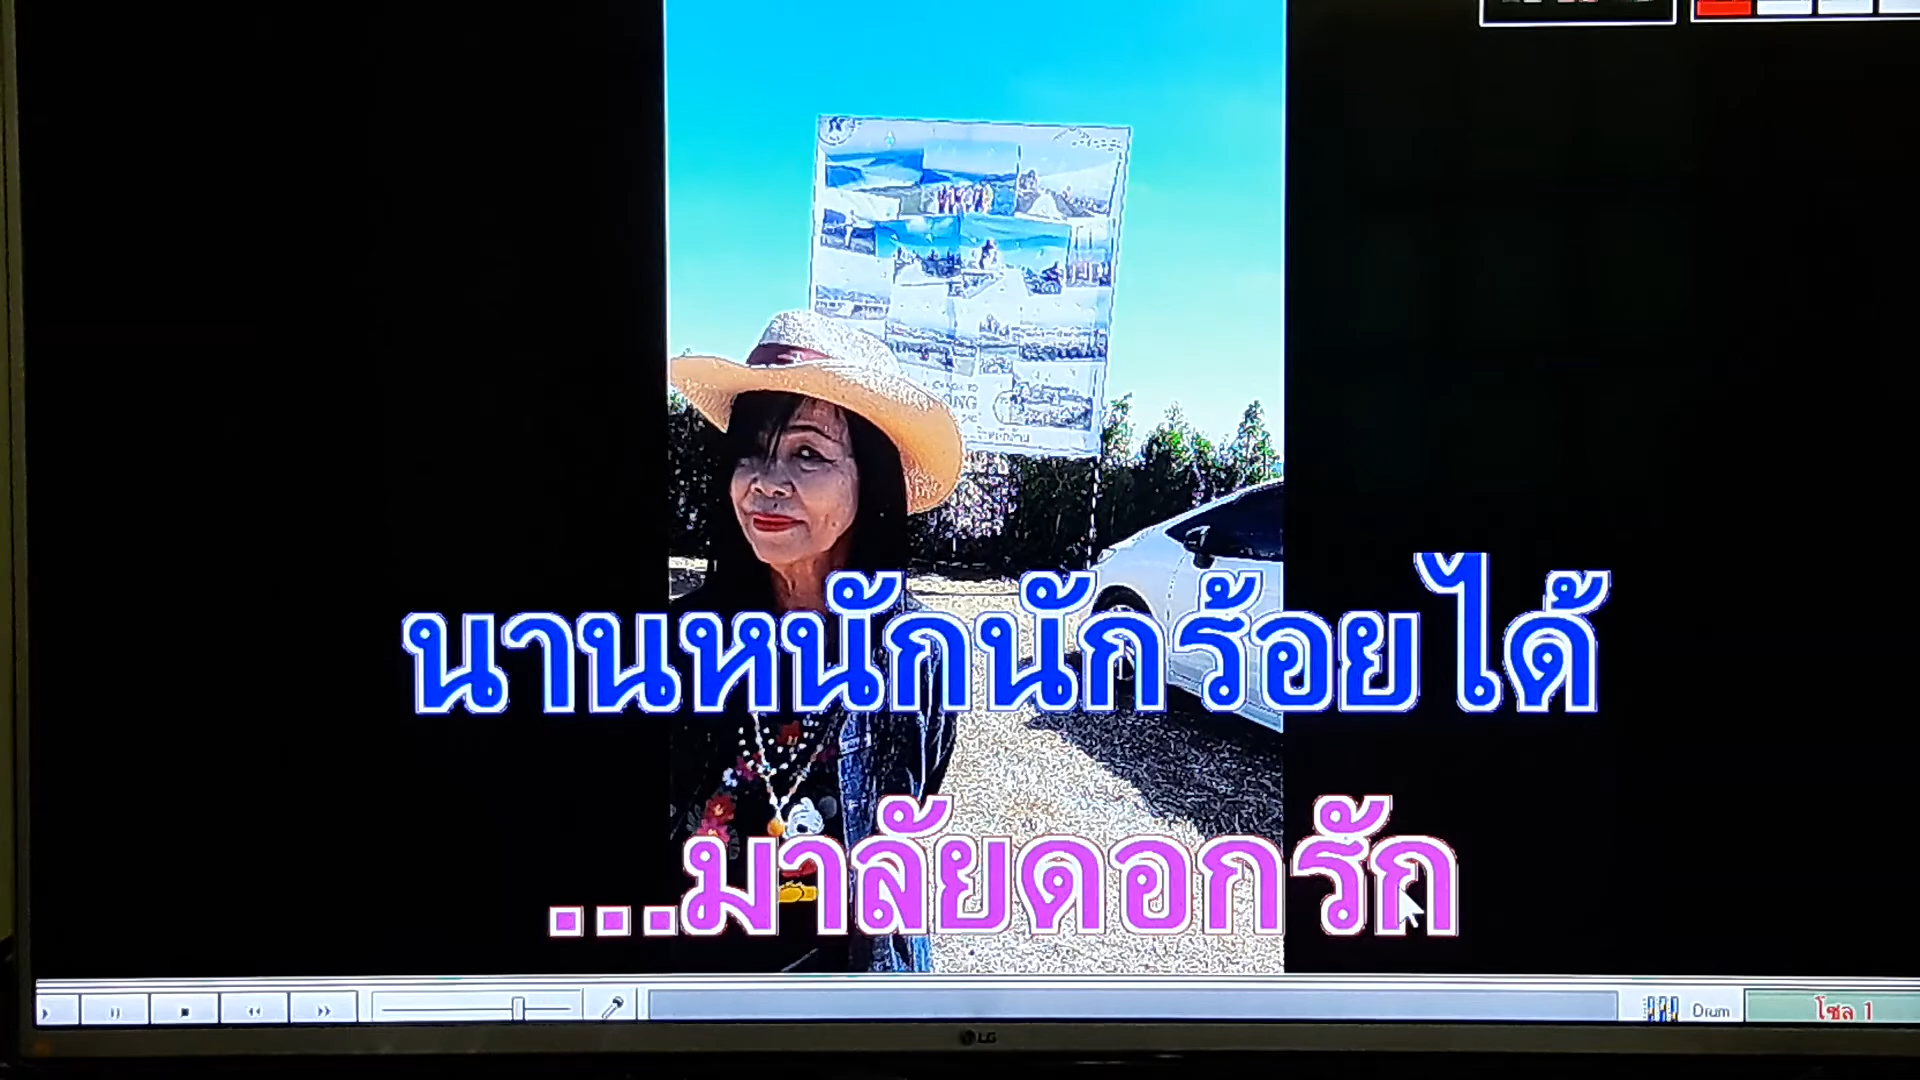 นานหนักนักร้อยได้
...มาลัยดอกรัก
Drum
โซล 1
LG